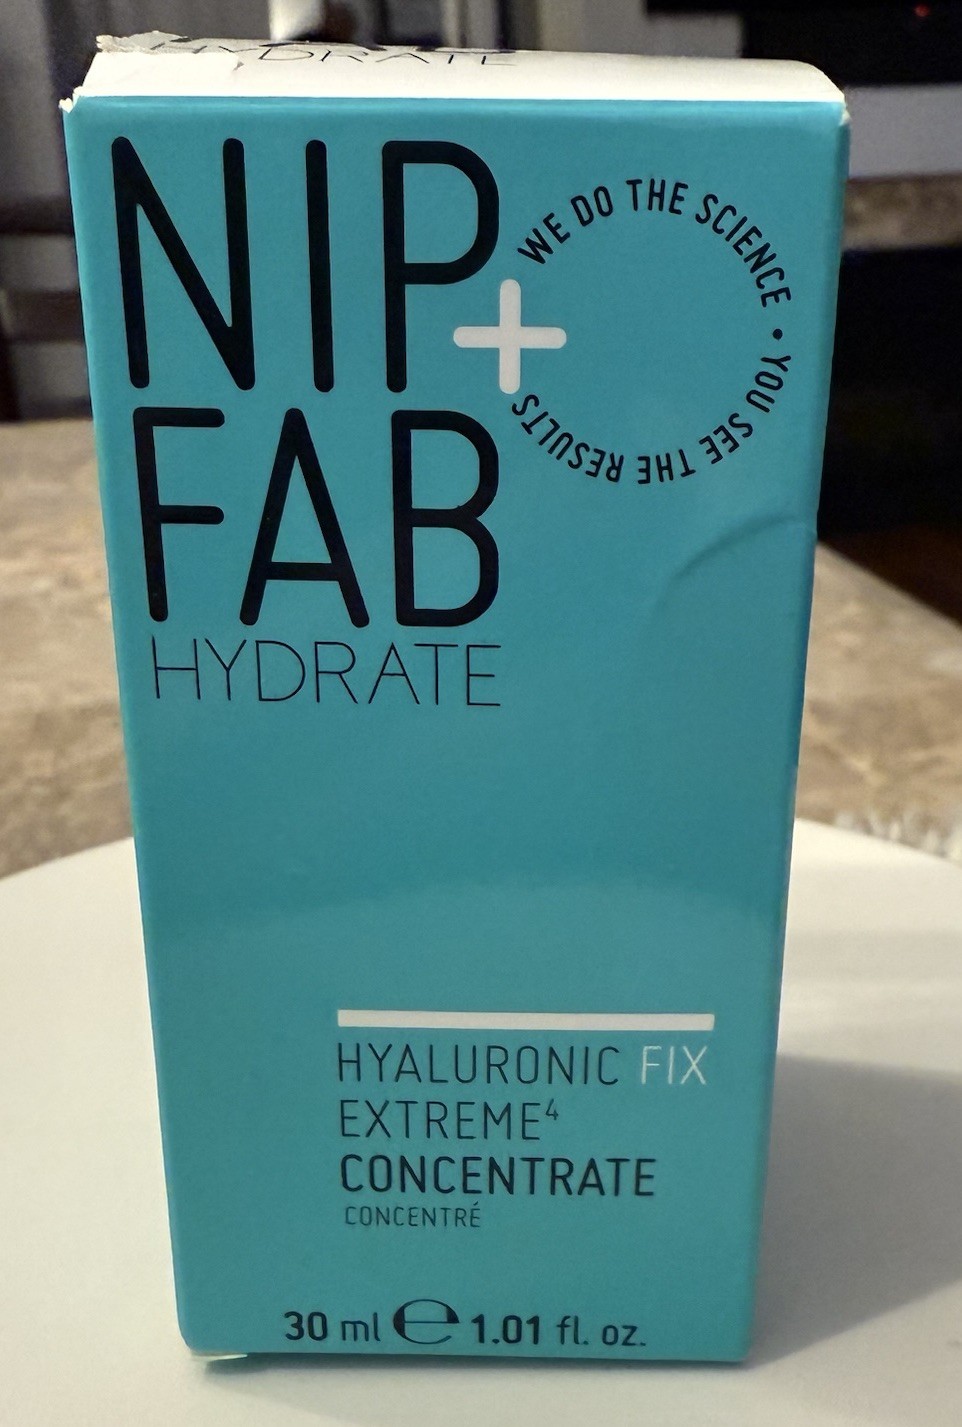 HYDRATE
NIP+
FAB
HYDRATE
WE DO THE SCIENCE • YOU SEE THE RESULTS
HYALURONIC FIX
EXTREME⁴
CONCENTRATE
CONCENTRÉ
30 ml ℮ 1.01 fl. oz.